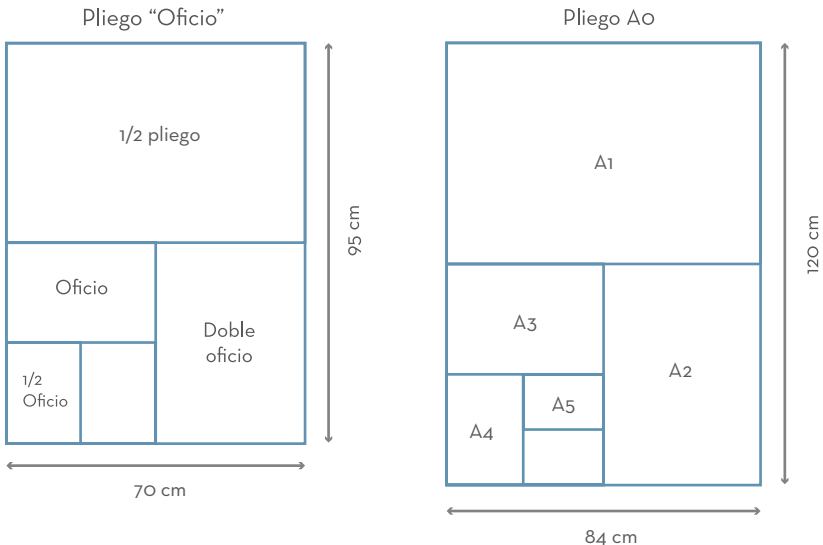 Pliego “Oficio”
1/2 pliego
Oficio
Doble
oficio
1/2
Oficio
95 cm
70 cm
Pliego A0
A1
A3
A2
A5
A4
120 cm
84 cm